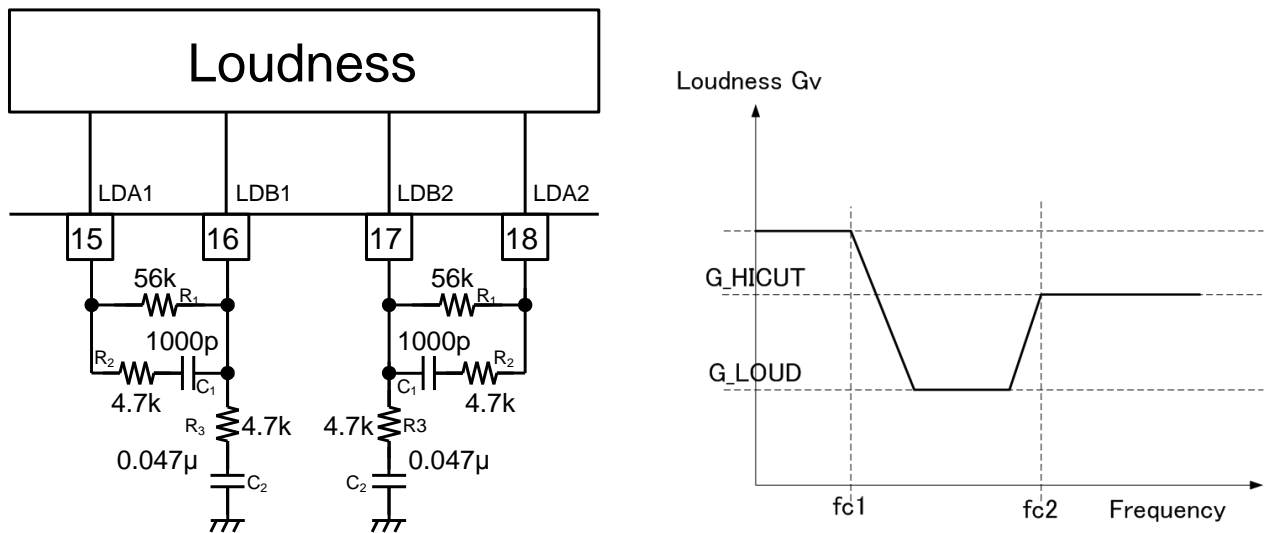 Loudness
LDA1
LDB1
LDB2
LDA2
15
16
17
18
56k
R1
56k
R1
1000p
R2
C1
4.7k
1000p
R2
C1
4.7k
R3
4.7k
4.7k
R3
0.047μ
C2
0.047μ
C2
Loudness Gv
G_HICUT
G_LOUD
fc1
fc2
Frequency